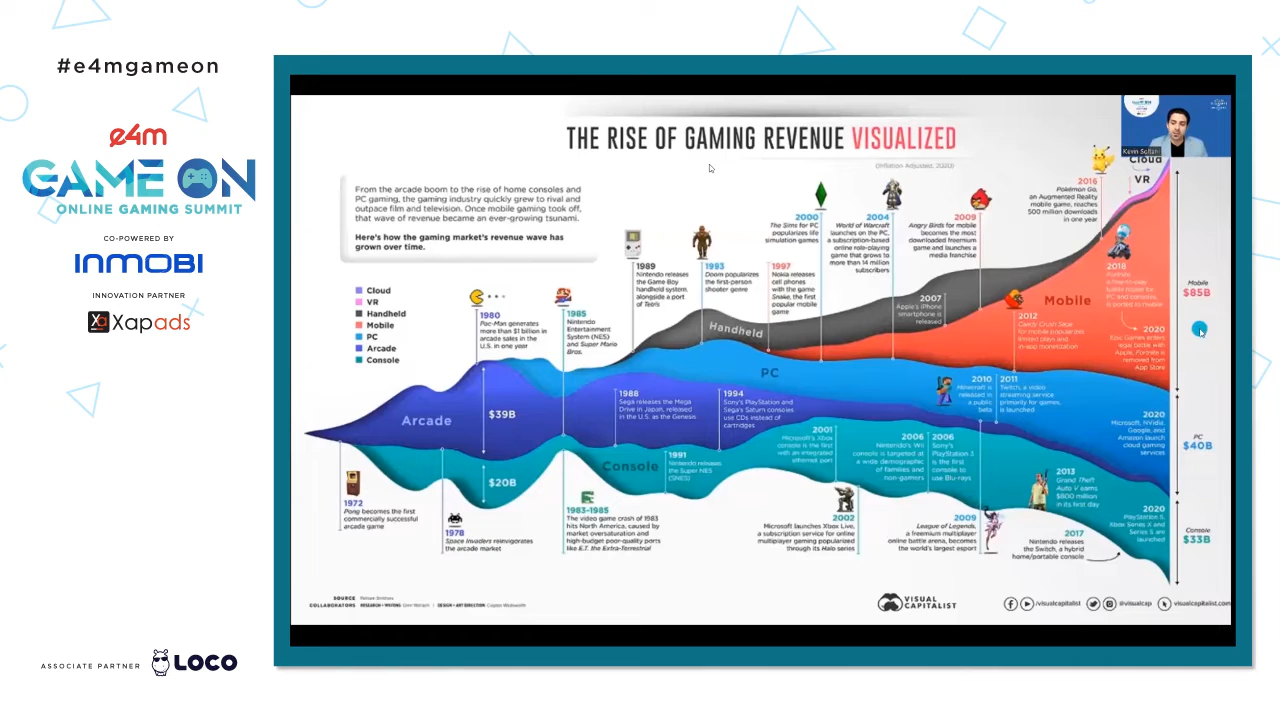 #e4mgameon
e4m
GAME ON
ONLINE GAMING SUMMIT
CO-POWERED BY
INMOBI
INNOVATION PARTNER
Xa Xapads
ASSOCIATE PARTNER
LOCO
THE RISE OF GAMING REVENUE VISUALIZED
(Inflation Adjusted, 2020)
Kevin Soltani
From the arcade boom to the rise of home consoles and
PC gaming, the gaming industry quickly grew to rival and
outpace film and television. Once mobile gaming took off,
that wave of revenue became an ever-growing tsunami.
Here's how the gaming market's revenue wave has
grown over time.
Cloud
VR
Handheld
Mobile
PC
Arcade
Console
1980
Pac-Man generates
more than $1 billion in
arcade sales in the
U.S. in one year
1985
Nintendo
Entertainment
System (NES)
and Super Mario
Bros.
1989
Nintendo releases
the Game Boy
handheld system,
alongside a port
of Tetris
1993
Doom popularizes
the first-person
shooter genre
1997
Nokia releases
cell phones
with the game
Snake, the first
popular mobile
game
2000
The Sims for PC
popularizes life
simulation games
2004
World of Warcraft
launches on the PC,
a subscription-based
online role-playing
game that grows to
more than 14 million
subscribers
2009
Angry Birds for mobile
becomes the most
downloaded freemium
game and launches a
media franchise
2007
Apple's iPhone
smartphone is
released
2016
Pokémon Go,
an Augmented Reality
mobile game, reaches
500 million downloads
in one year
Cloud
VR
2018
Fortnite,
a free-to-play
battle royale for
PC and consoles,
is ported to mobile
2012
Candy Crush Saga
for mobile popularizes
limited plays and
in-app monetization
2020
Epic Games enters
legal battle with
Apple, Fortnite is
removed from
App Store
Mobile
Handheld
PC
Arcade
Console
$39B
$20B
1988
Sega releases the Mega
Drive in Japan, released
in the U.S. as the Genesis
1994
Sony's PlayStation and
Sega's Saturn consoles
use CDs instead of
cartridges
1991
Nintendo releases
the Super NES
(SNES)
2001
Microsoft's Xbox
console is the first
with an integrated
ethernet port
2006
Nintendo's Wii
console is targeted at
a wide demographic
of families and
non-gamers
2006
Sony's
PlayStation 3
is the first
console to
use Blu-rays
2010
Minecraft is
released in
a public
beta
2011
Twitch, a video
streaming service
primarily for games,
is launched
2020
Microsoft, NVidia,
Google, and
Amazon launch
cloud gaming
services
2013
Grand Theft
Auto V earns
$800 million
in its first day
2020
PlayStation 5,
Xbox Series X and
Series S are
launched
1972
Pong becomes the first
commercially successful
arcade game
1978
Space Invaders reinvigorates
the arcade market
1983-1985
The video game crash of 1983
hits North America, caused by
market oversaturation and
high-budget poor-quality ports
like E.T. the Extra-Terrestrial
2002
Microsoft launches Xbox Live,
a subscription service for online
multiplayer gaming popularized
through its Halo series
2009
League of Legends,
a freemium multiplayer
online battle arena, becomes
the world's largest esport
2017
Nintendo releases
the Switch, a hybrid
home/portable console
Mobile
$85B
PC
$40B
Console
$33B
SOURCE Pelham Smithers
COLLABORATORS RESEARCH + WRITING Omri Wallach | DESIGN + ART DIRECTION Clayton Wadsworth
VISUAL
CAPITALIST
/visualcapitalist
@visualcap
visualcapitalist.com